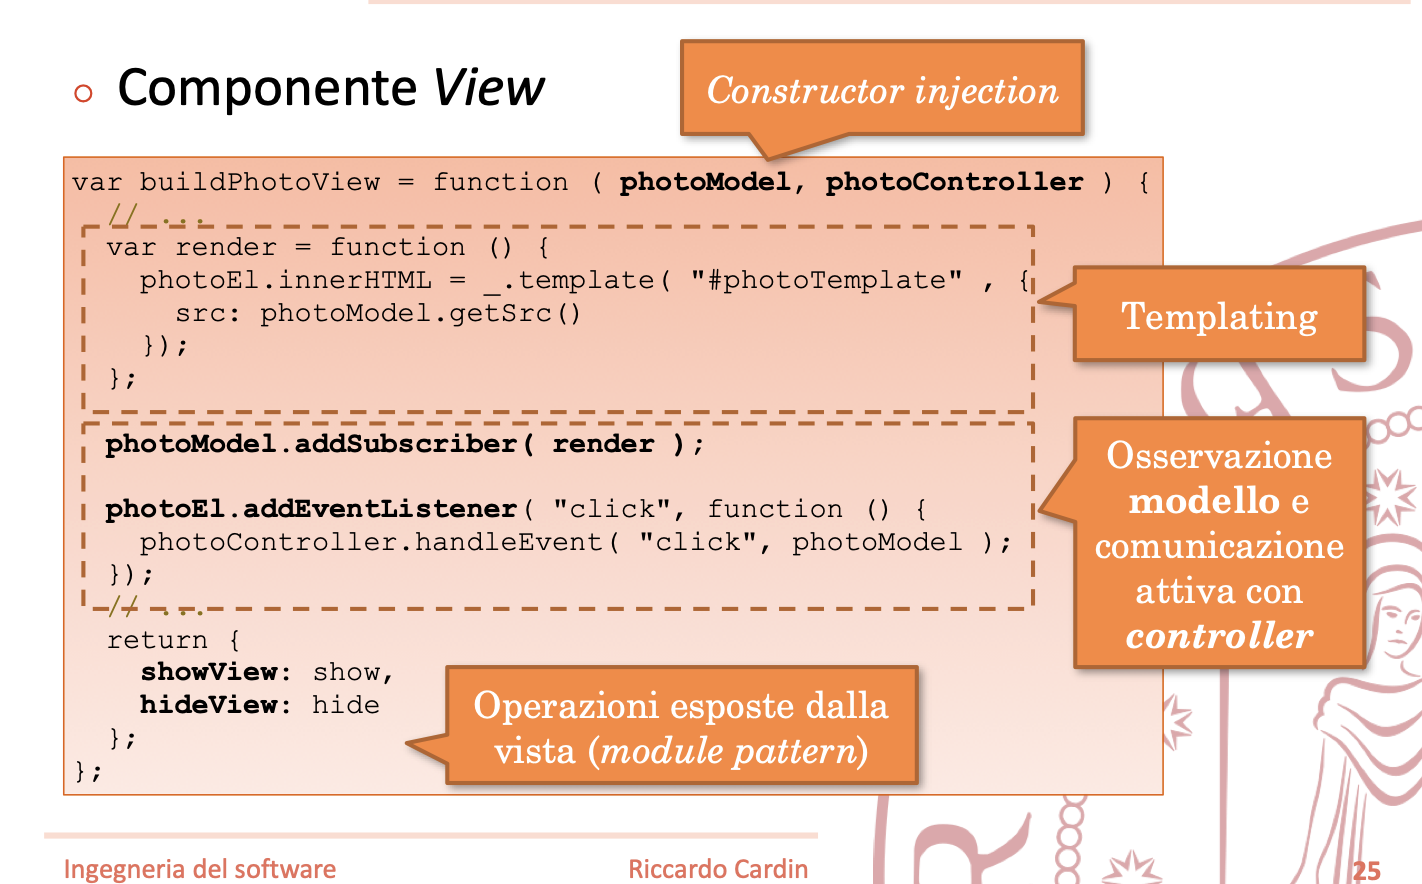 Componente View
Constructor injection
var buildPhotoView = function ( photoModel, photoController ) {
// ...
var render = function () {
photoEl.innerHTML = _.template( "#photoTemplate" , {
src: photoModel.getSrc()
});
};
Templating
photoModel.addSubscriber( render );
photoEl.addEventListener( "click", function () {
photoController.handleEvent( "click", photoModel );
});
// ...
Osservazione
modello e
comunicazione
attiva con
controller
return {
showView: show,
hideView: hide
};
};
Operazioni esposte dalla
vista (module pattern)
Ingegneria del software
Riccardo Cardin
25